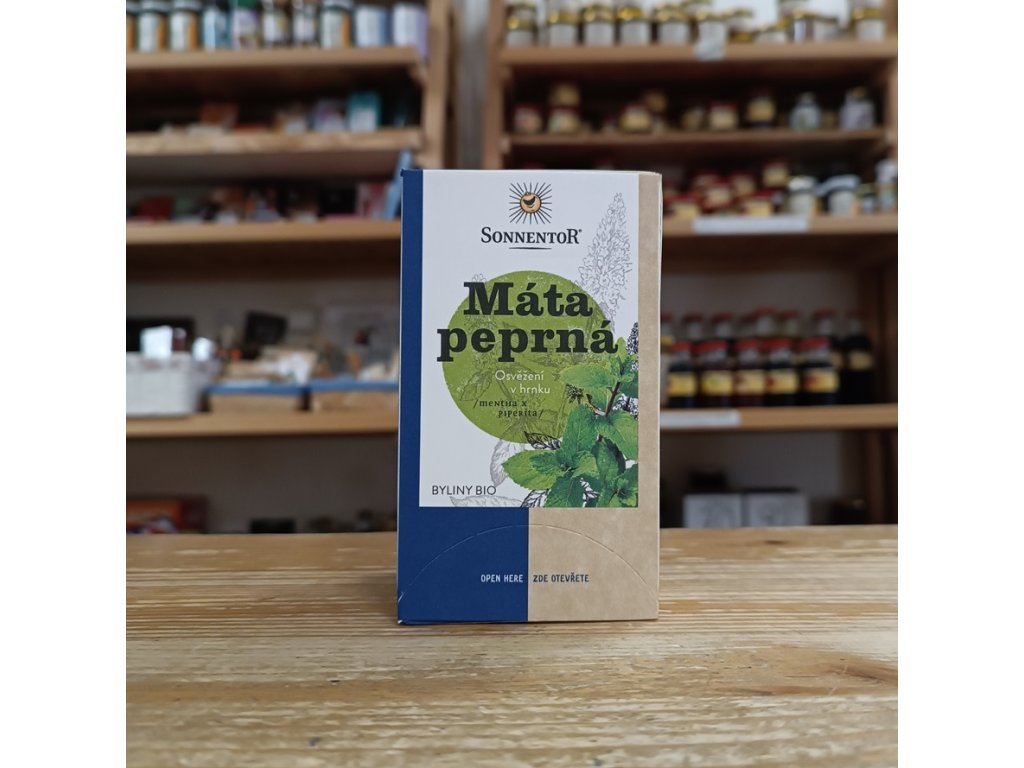 SONNENTOR®
Máta
peprná
Osvěžení
v hrnku
/MENTHA X
PIPERITA/
BYLINY BIO
OPEN HERE
ZDE OTEVŘETE